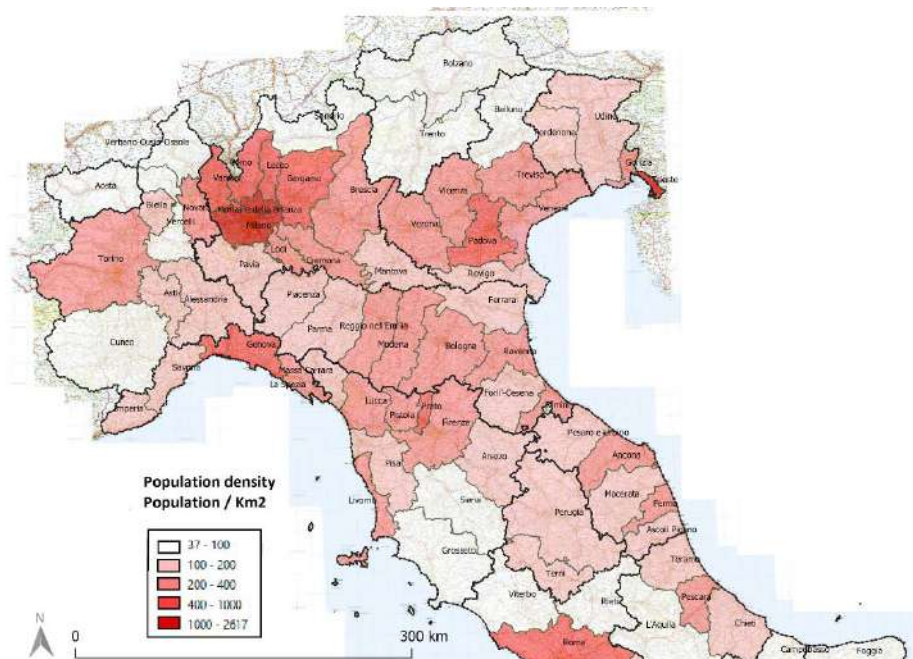 Bolzano
Sondrio
Trento
Belluno
Verbano-Cusio-Ossola
Pordenone
Udine
Aosta
Como
Lecco
Varese
Bergamo
Gorizia
Trieste
Biella
Novara
Vercelli
Monza e della Brianza
Milano
Brescia
Vicenza
Treviso
Verona
Venezia
Padova
Torino
Lodi
Cremona
Pavia
Mantova
Rovigo
Asti
Alessandria
Piacenza
Ferrara
Parma
Reggio nell'Emilia
Cuneo
Genova
Modena
Bologna
Ravenna
Savona
Massa Carrara
La Spezia
Imperia
Lucca
Pistoia
Prato
Forli'-Cesena
Rimini
Firenze
Pesaro e Urbino
Pisa
Arezzo
Ancona
Livorno
Siena
Macerata
Fermo
Perugia
Ascoli Piceno
Grosseto
Terni
Teramo
Viterbo
Rieti
Pescara
L'Aquila
Chieti
Roma
Campobasso
Foggia
Population density
Population / Km2
37 - 100
100 - 200
200 - 400
400 - 1000
1000 - 2617
N
0
300 km